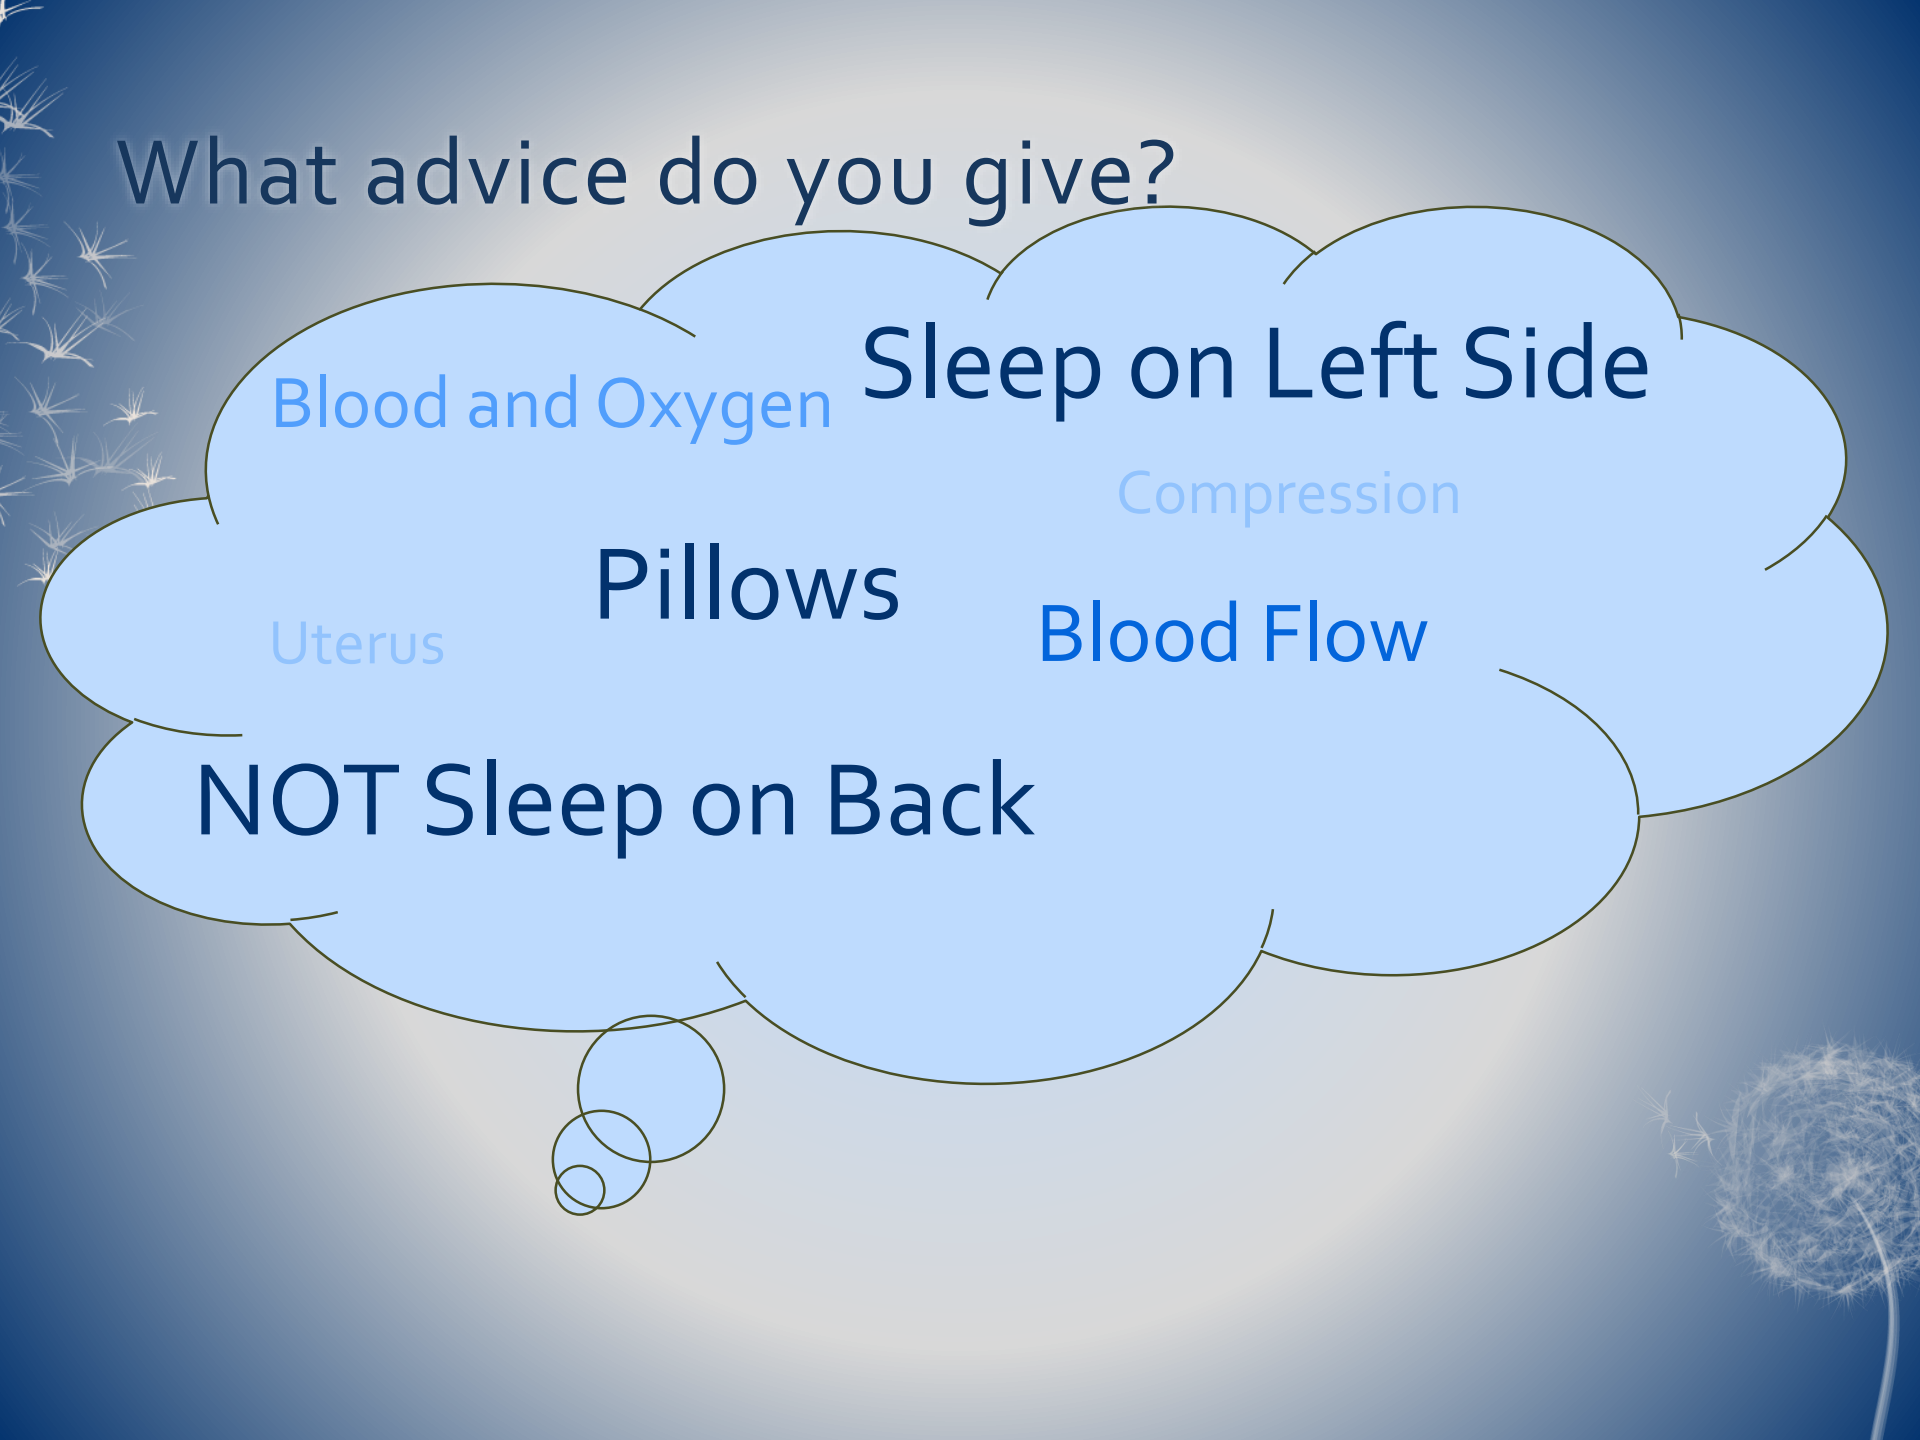 What advice do you give?
Sleep on Left Side
Blood and Oxygen
Compression
Pillows
Blood Flow
Uterus
NOT Sleep on Back